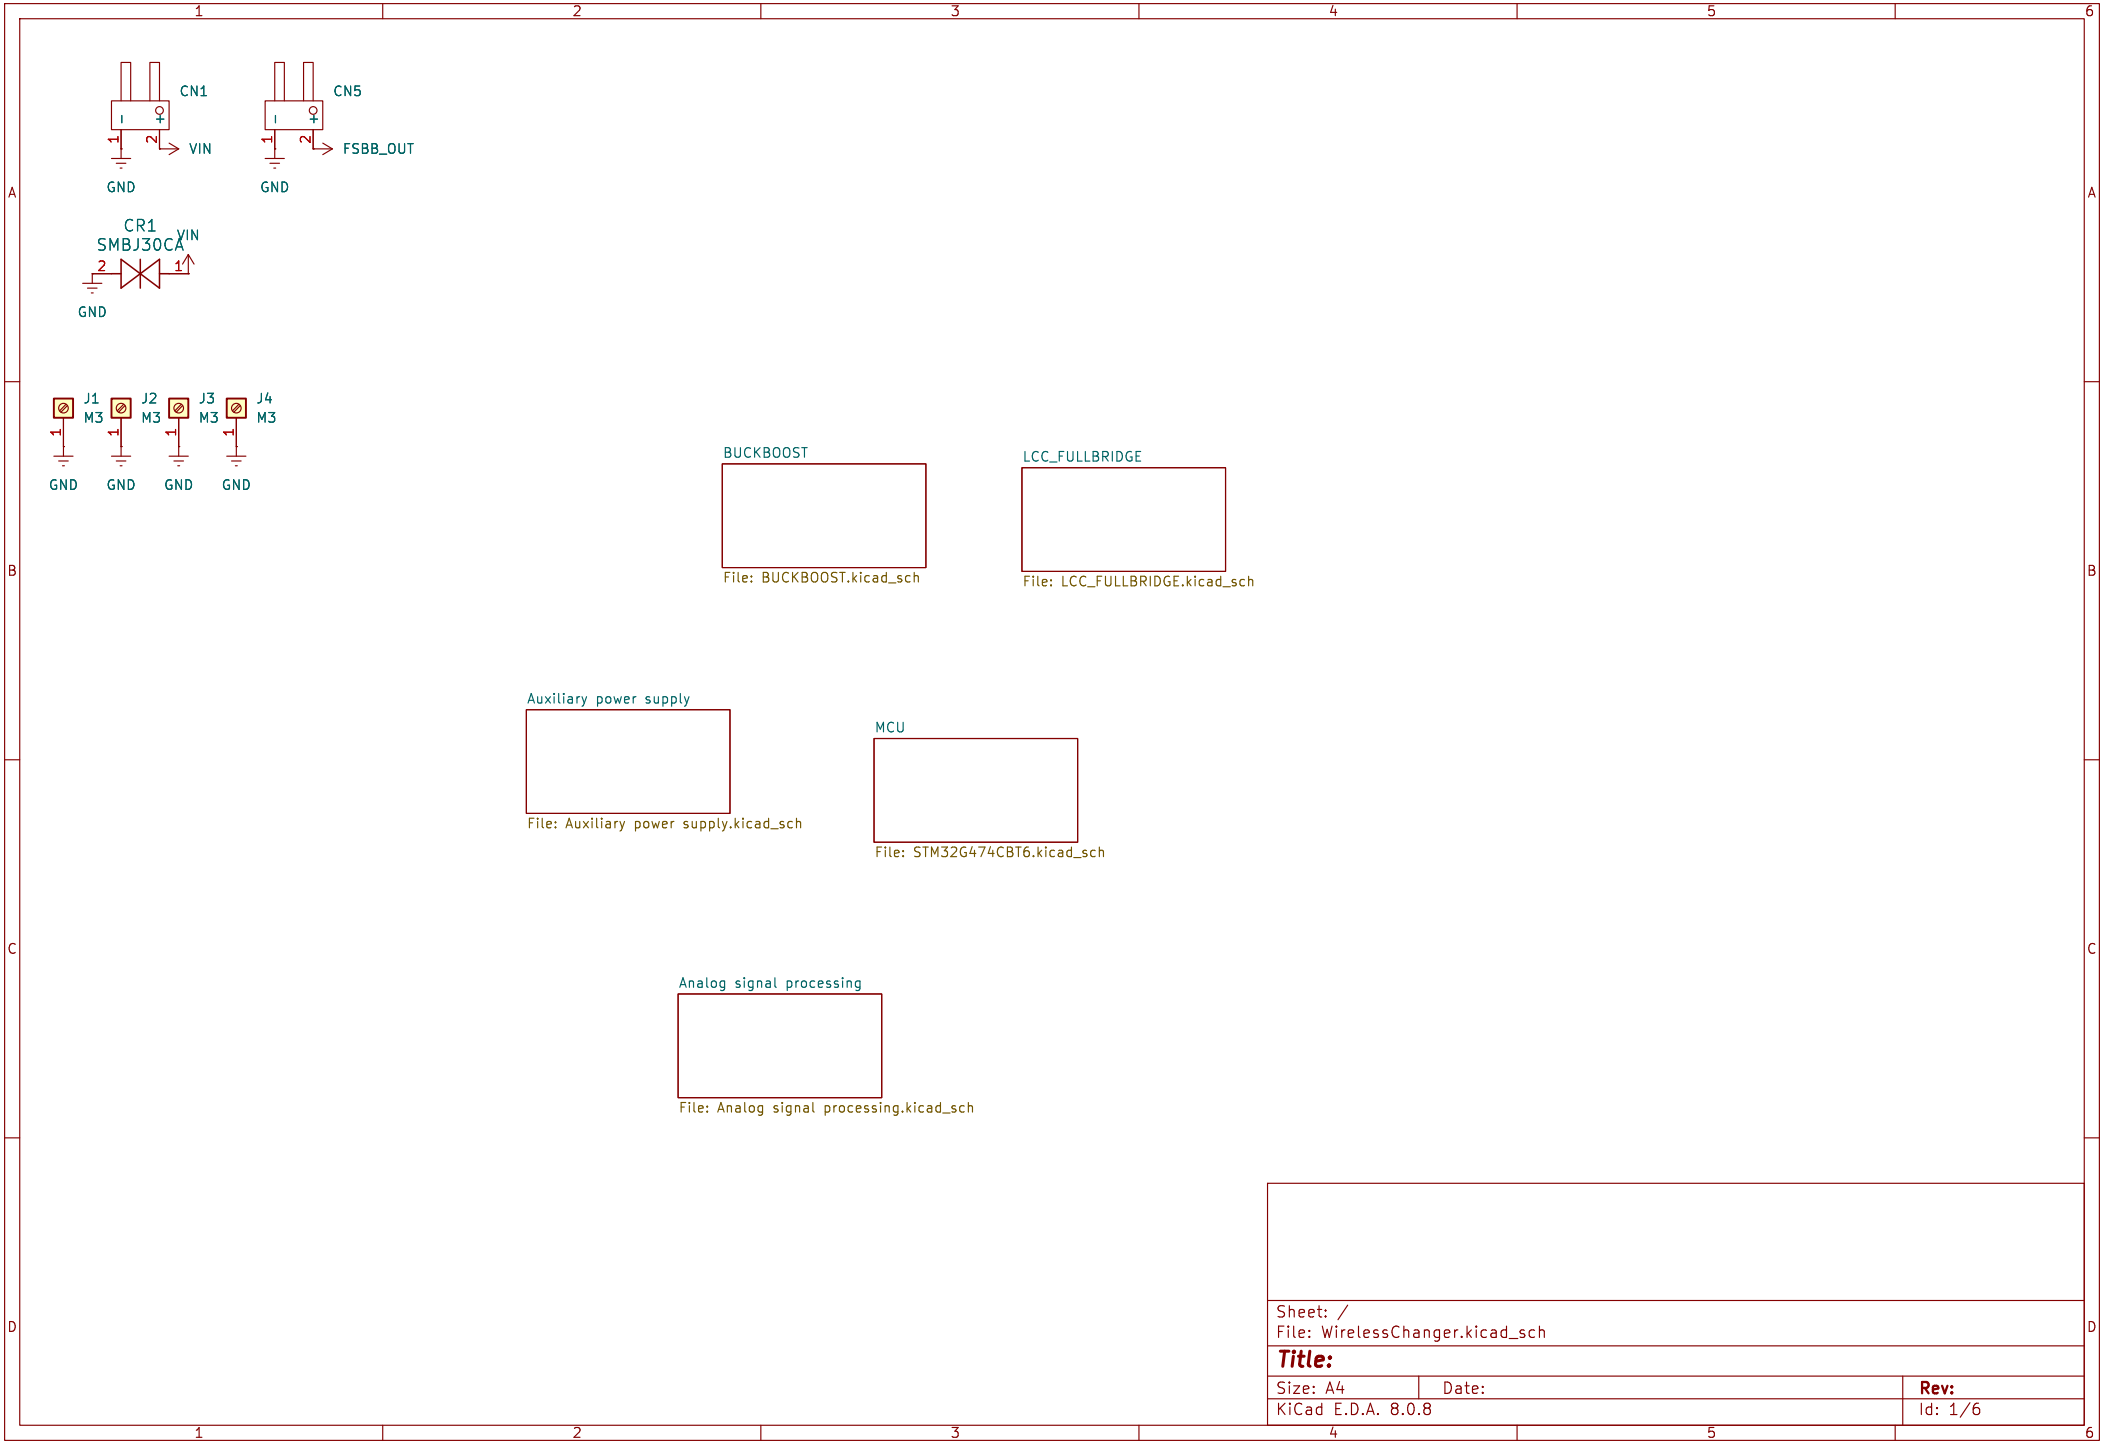 1 2 3 4 5 6
CN1
CN5
- +
- +
1 2 VIN
1 2 FSBB_OUT
GND
GND
A A
CR1
VIN
SMBJ30CA
2 1
GND
J1 J2 J3 J4
M3 M3 M3 M3
1 1 1 1
GND GND GND GND
BUCKBOOST
LCC_FULLBRIDGE
B B
File: BUCKBOOST.kicad_sch
File: LCC_FULLBRIDGE.kicad_sch
Auxiliary power supply
MCU
File: Auxiliary power supply.kicad_sch
File: STM32G474CBT6.kicad_sch
C C
Analog signal processing
File: Analog signal processing.kicad_sch
Sheet: /
D D
File: WirelessChanger.kicad_sch
Title:
Size: A4 Date: Rev:
KiCad E.D.A. 8.0.8 Id: 1/6
1 2 3 4 5 6